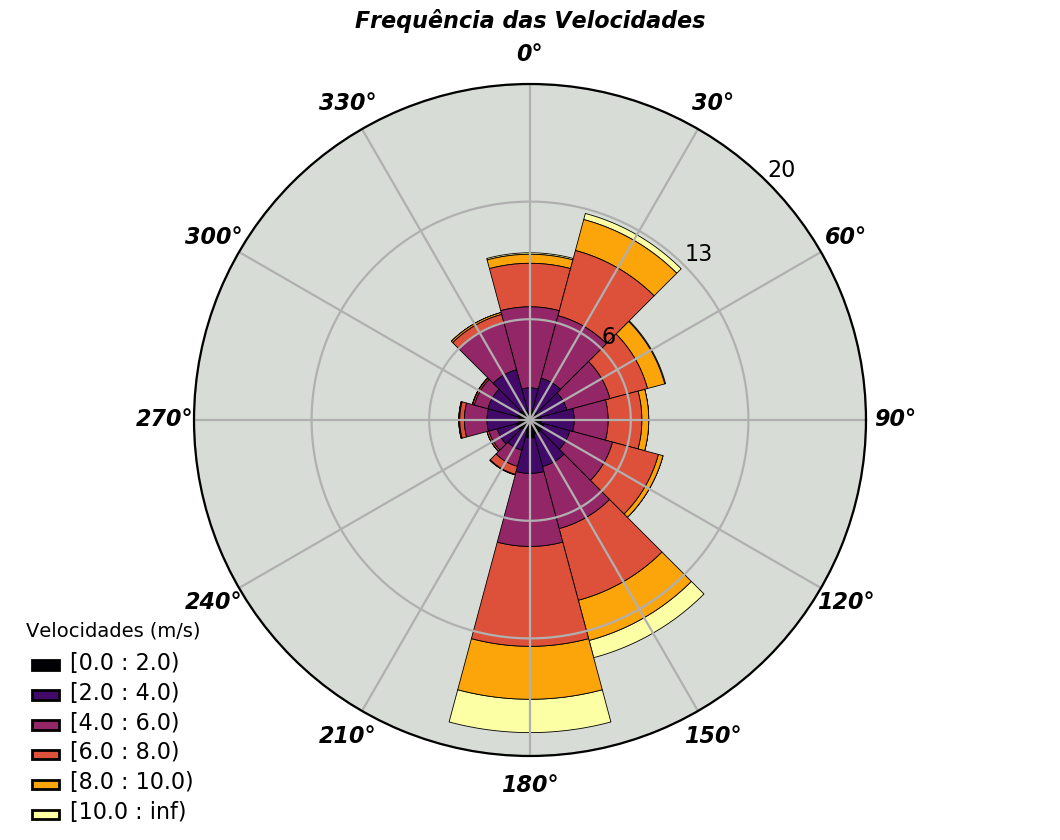 Frequência das Velocidades
0°
330°
30°
20
300°
60°
13
6
270°
90°
240°
120°
210°
150°
180°
Velocidades (m/s)
[0.0 : 2.0)
[2.0 : 4.0)
[4.0 : 6.0)
[6.0 : 8.0)
[8.0 : 10.0)
[10.0 : inf)